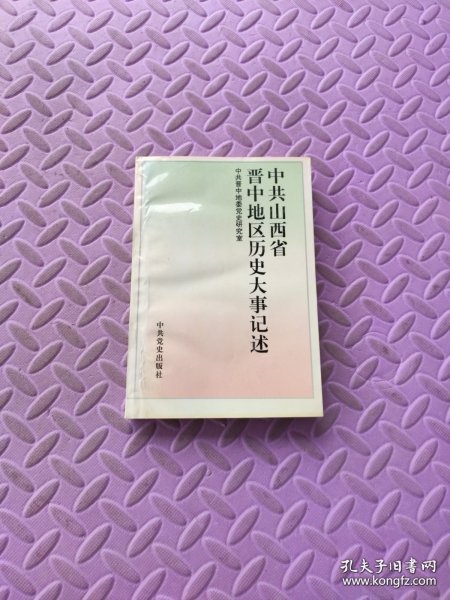 中共山西省
晋中地区历史大事记述
中共晋中地委党史研究室
中共党史出版社
孔夫子旧书网
www.kongfz.com